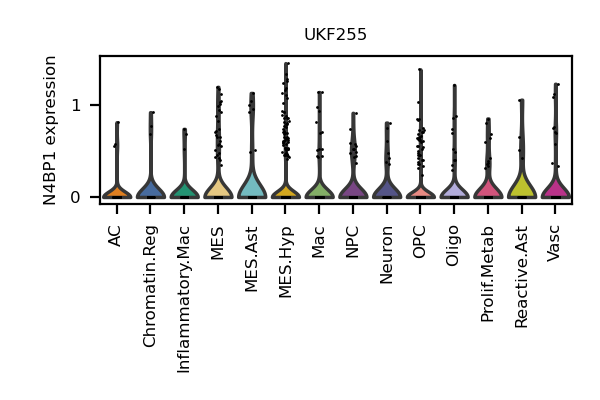 UKF255
N4BP1 expression
1
0
AC
Chromatin.Reg
Inflammatory.Mac
MES
MES.Ast
MES.Hyp
Mac
NPC
Neuron
OPC
Oligo
Prolif.Metab
Reactive.Ast
Vasc